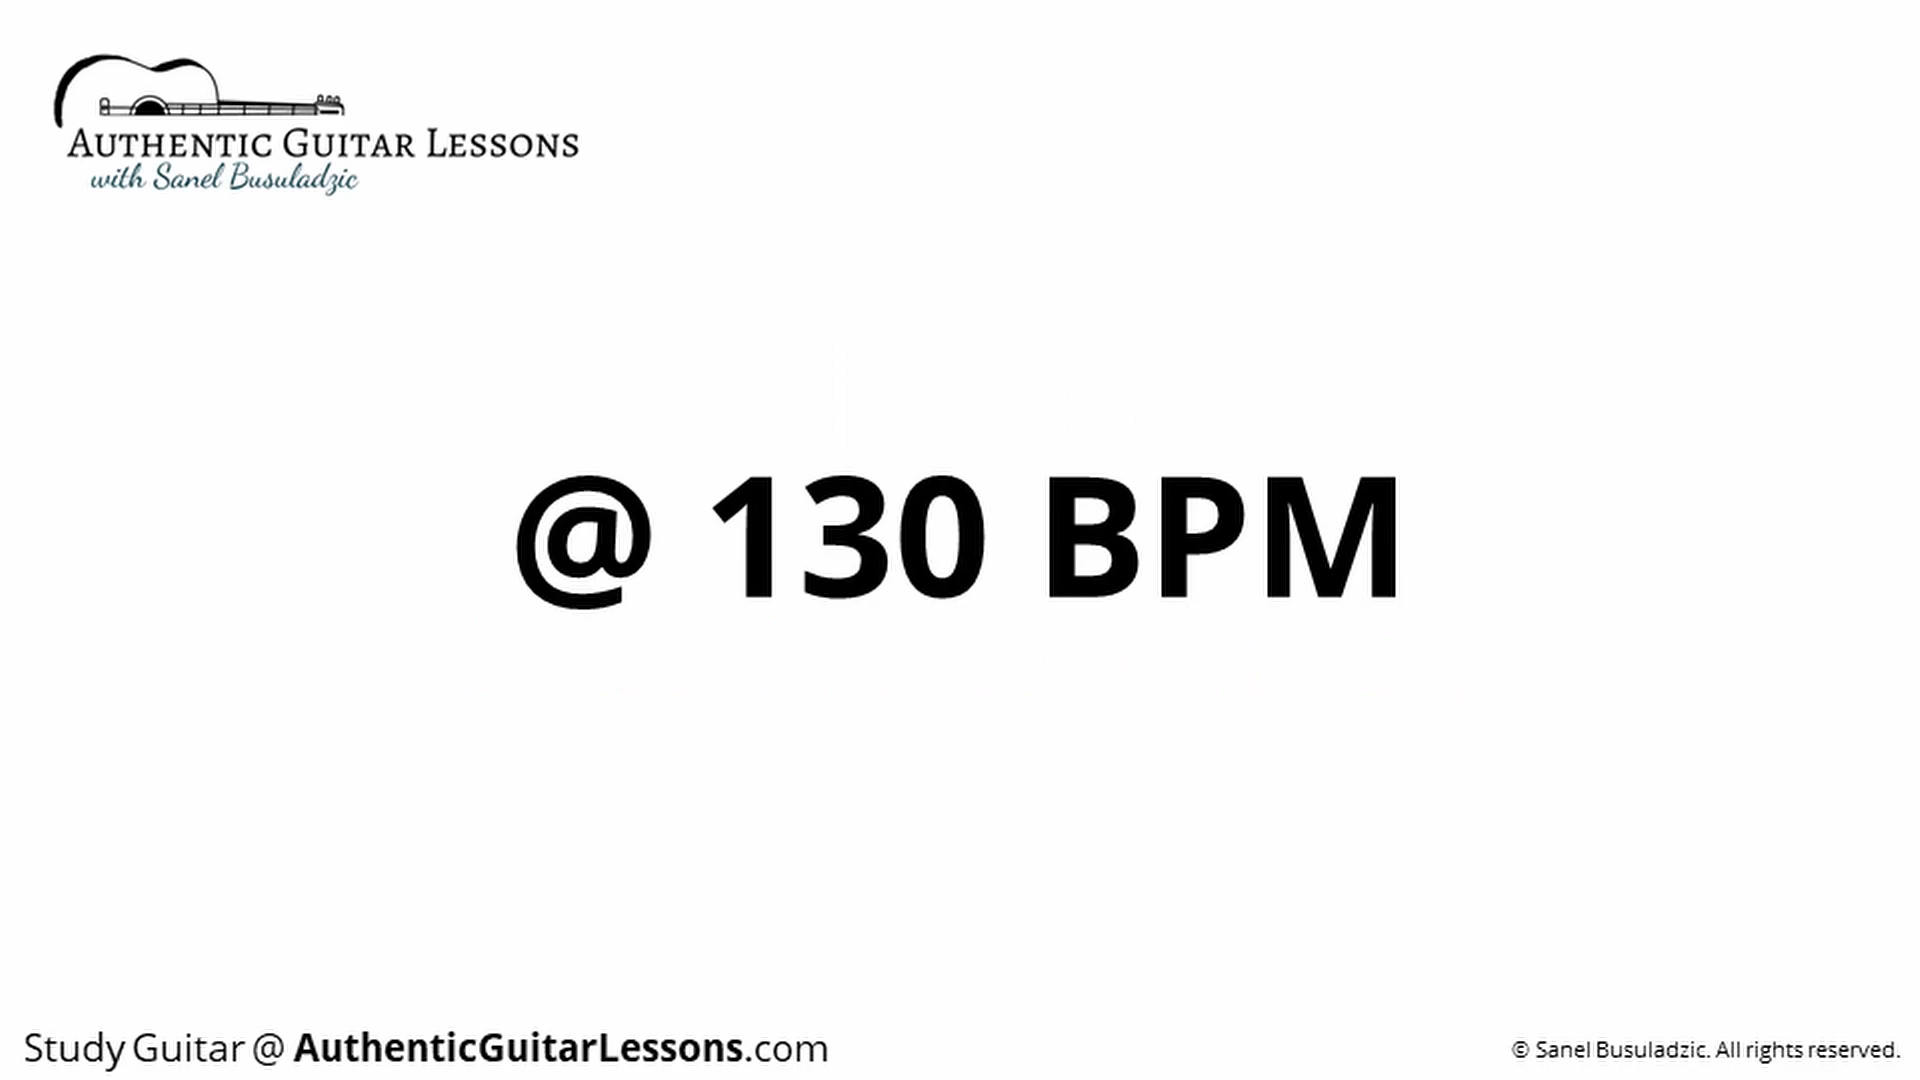 Authentic Guitar Lessons
with Sanel Busuladzic
@ 130 BPM
Study Guitar @ AuthenticGuitarLessons.com
© Sanel Busuladzic. All rights reserved.